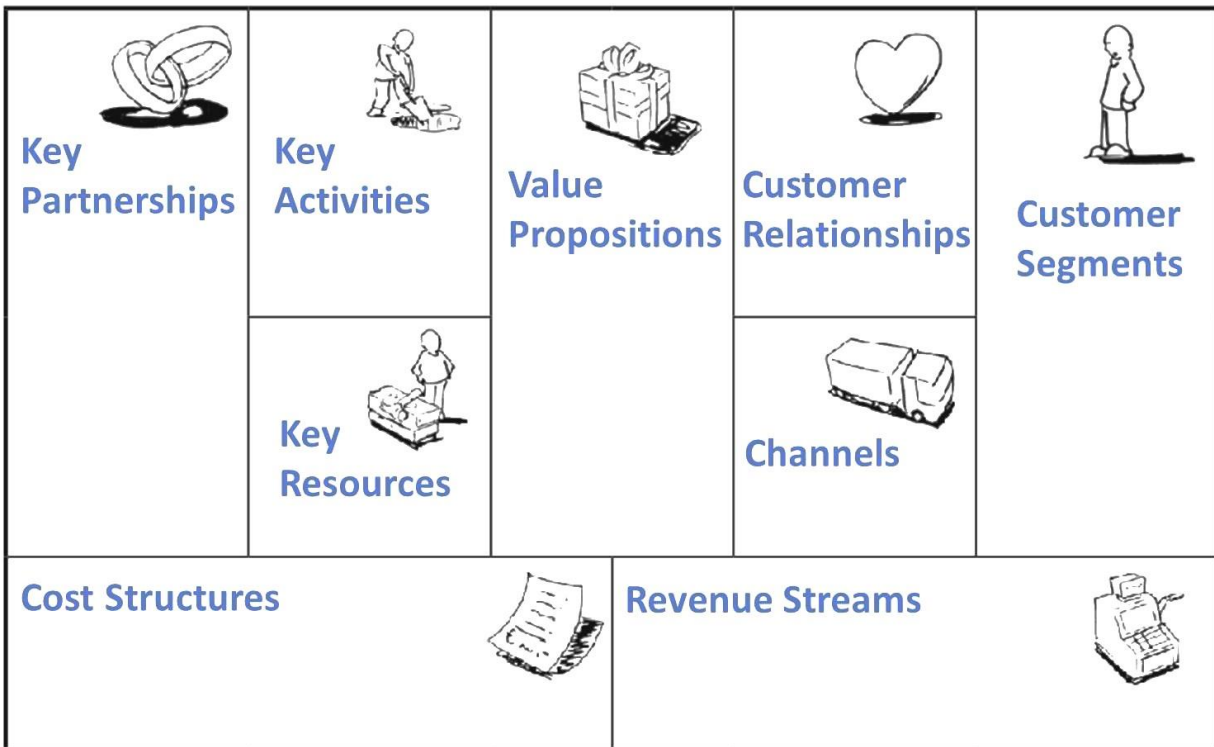 Key
Partnerships
Key
Activities
Key
Resources
Value
Propositions
Customer
Relationships
Channels
Customer
Segments
Cost Structures
Revenue Streams